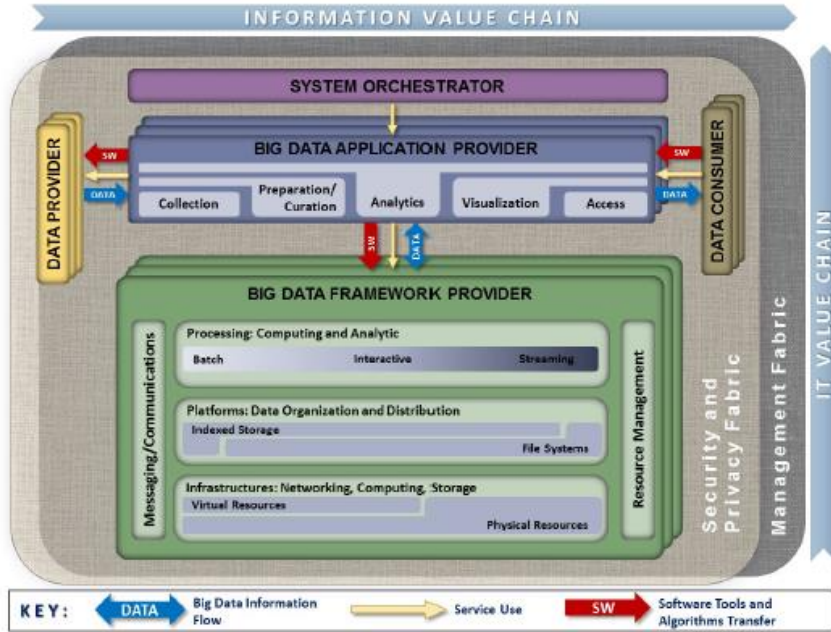 INFORMATION VALUE CHAIN
SYSTEM ORCHESTRATOR
DATA PROVIDER
SW
DATA
BIG DATA APPLICATION PROVIDER
Collection
Preparation/
Curation
Analytics
Visualization
Access
SW
DATA
DATA CONSUMER
SW
DATA
BIG DATA FRAMEWORK PROVIDER
Messaging/Communications
Processing: Computing and Analytic
Batch
Interactive
Streaming
Platforms: Data Organization and Distribution
Indexed Storage
File Systems
Infrastructures: Networking, Computing, Storage
Virtual Resources
Physical Resources
Resource Management
Security and
Privacy Fabric
Management Fabric
IT VALUE CHAIN
KEY:
DATA
Big Data Information
Flow
Service Use
SW
Software Tools and
Algorithms Transfer